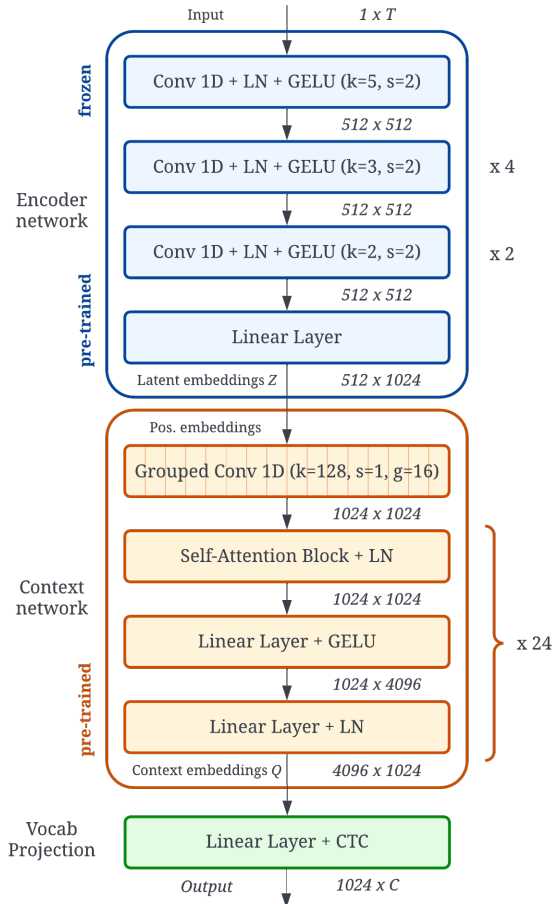 Input
1 x T
frozen
Conv 1D + LN + GELU (k=5, s=2)
512 x 512
Conv 1D + LN + GELU (k=3, s=2)
x 4
Encoder
network
512 x 512
Conv 1D + LN + GELU (k=2, s=2)
x 2
512 x 512
pre-trained
Linear Layer
Latent embeddings Z
512 x 1024
Pos. embeddings
Grouped Conv 1D (k=128, s=1, g=16)
1024 x 1024
Self-Attention Block + LN
Context
network
1024 x 1024
Linear Layer + GELU
x 24
1024 x 4096
pre-trained
Linear Layer + LN
Context embeddings Q
4096 x 1024
Vocab
Projection
Linear Layer + CTC
Output
1024 x C